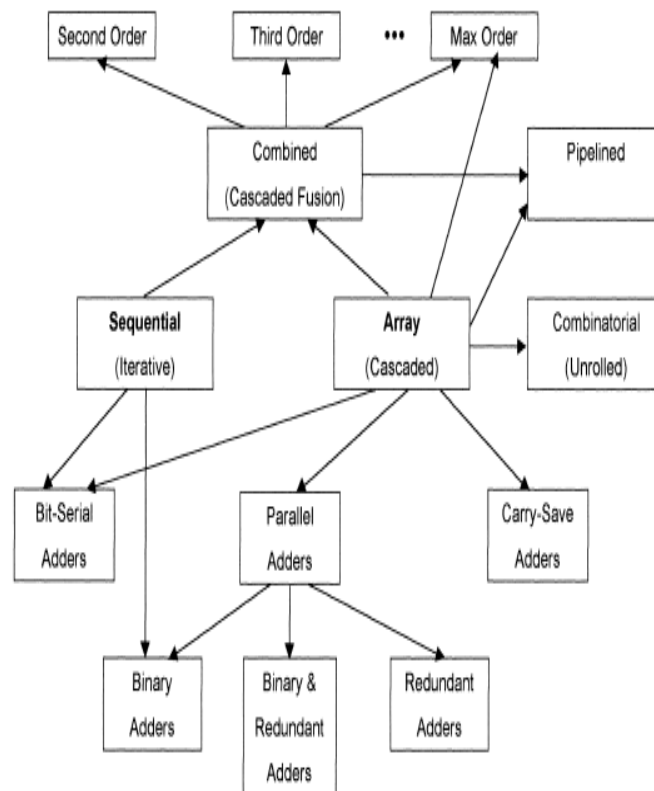 Second Order
Third Order
•••
Max Order
Combined
(Cascaded Fusion)
Pipelined
Sequential
(Iterative)
Array
(Cascaded)
Combinatorial
(Unrolled)
Bit-Serial
Adders
Parallel
Adders
Carry-Save
Adders
Binary
Adders
Binary &
Redundant
Adders
Redundant
Adders